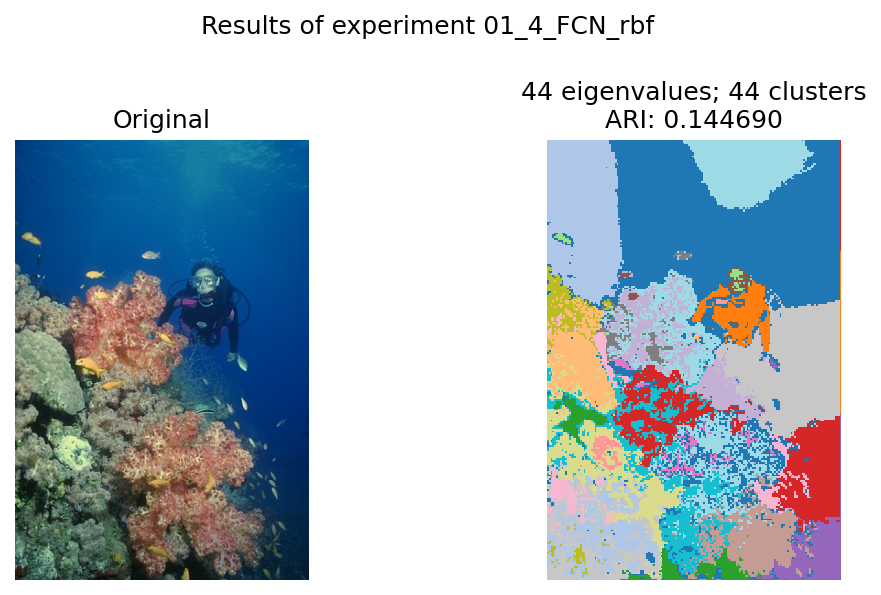 Results of experiment 01_4_FCN_rbf
Original
44 eigenvalues; 44 clusters
ARI: 0.144690